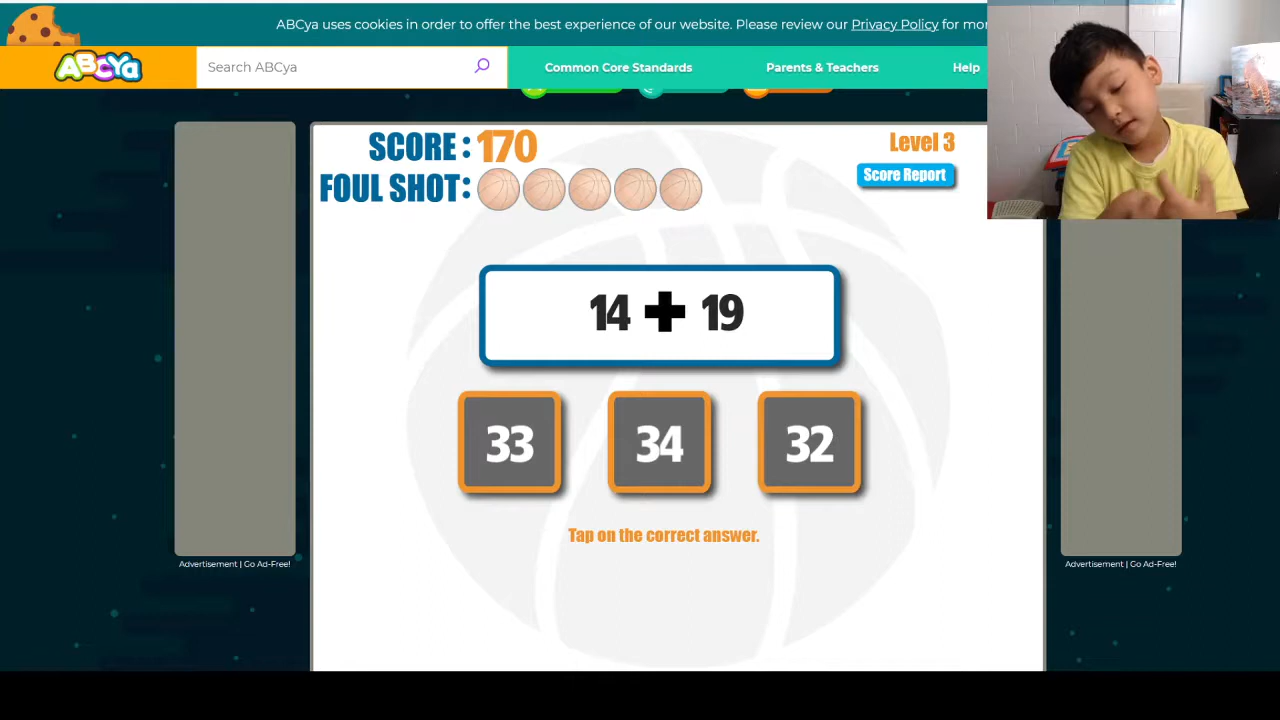 ABCya uses cookies in order to offer the best experience of our website. Please review our Privacy Policy for mor
ABCYa
Search ABCya
Common Core Standards
Parents & Teachers
Help
SCORE: 170
Level 3
FOUL SHOT:
Score Report
14 + 19
33
34
32
Tap on the correct answer.
Advertisement | Go Ad-Free!
Advertisement | Go Ad-Free!